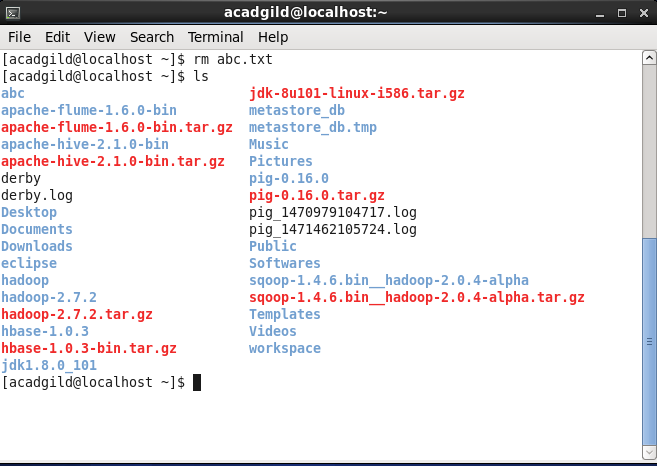 acadgild@localhost:~
File Edit View Search Terminal Help
[acadgild@localhost ~]$ rm abc.txt
[acadgild@localhost ~]$ ls
abc jdk-8u101-linux-i586.tar.gz
apache-flume-1.6.0-bin metastore_db
apache-flume-1.6.0-bin.tar.gz metastore_db.tmp
apache-hive-2.1.0-bin Music
apache-hive-2.1.0-bin.tar.gz Pictures
derby pig-0.16.0
derby.log pig-0.16.0.tar.gz
Desktop pig_1470979104717.log
Documents pig_1471462105724.log
Downloads Public
eclipse Softwares
hadoop sqoop-1.4.6.bin__hadoop-2.0.4-alpha
hadoop-2.7.2 sqoop-1.4.6.bin__hadoop-2.0.4-alpha.tar.gz
hadoop-2.7.2.tar.gz Templates
hbase-1.0.3 Videos
hbase-1.0.3-bin.tar.gz workspace
jdk1.8.0_101
[acadgild@localhost ~]$